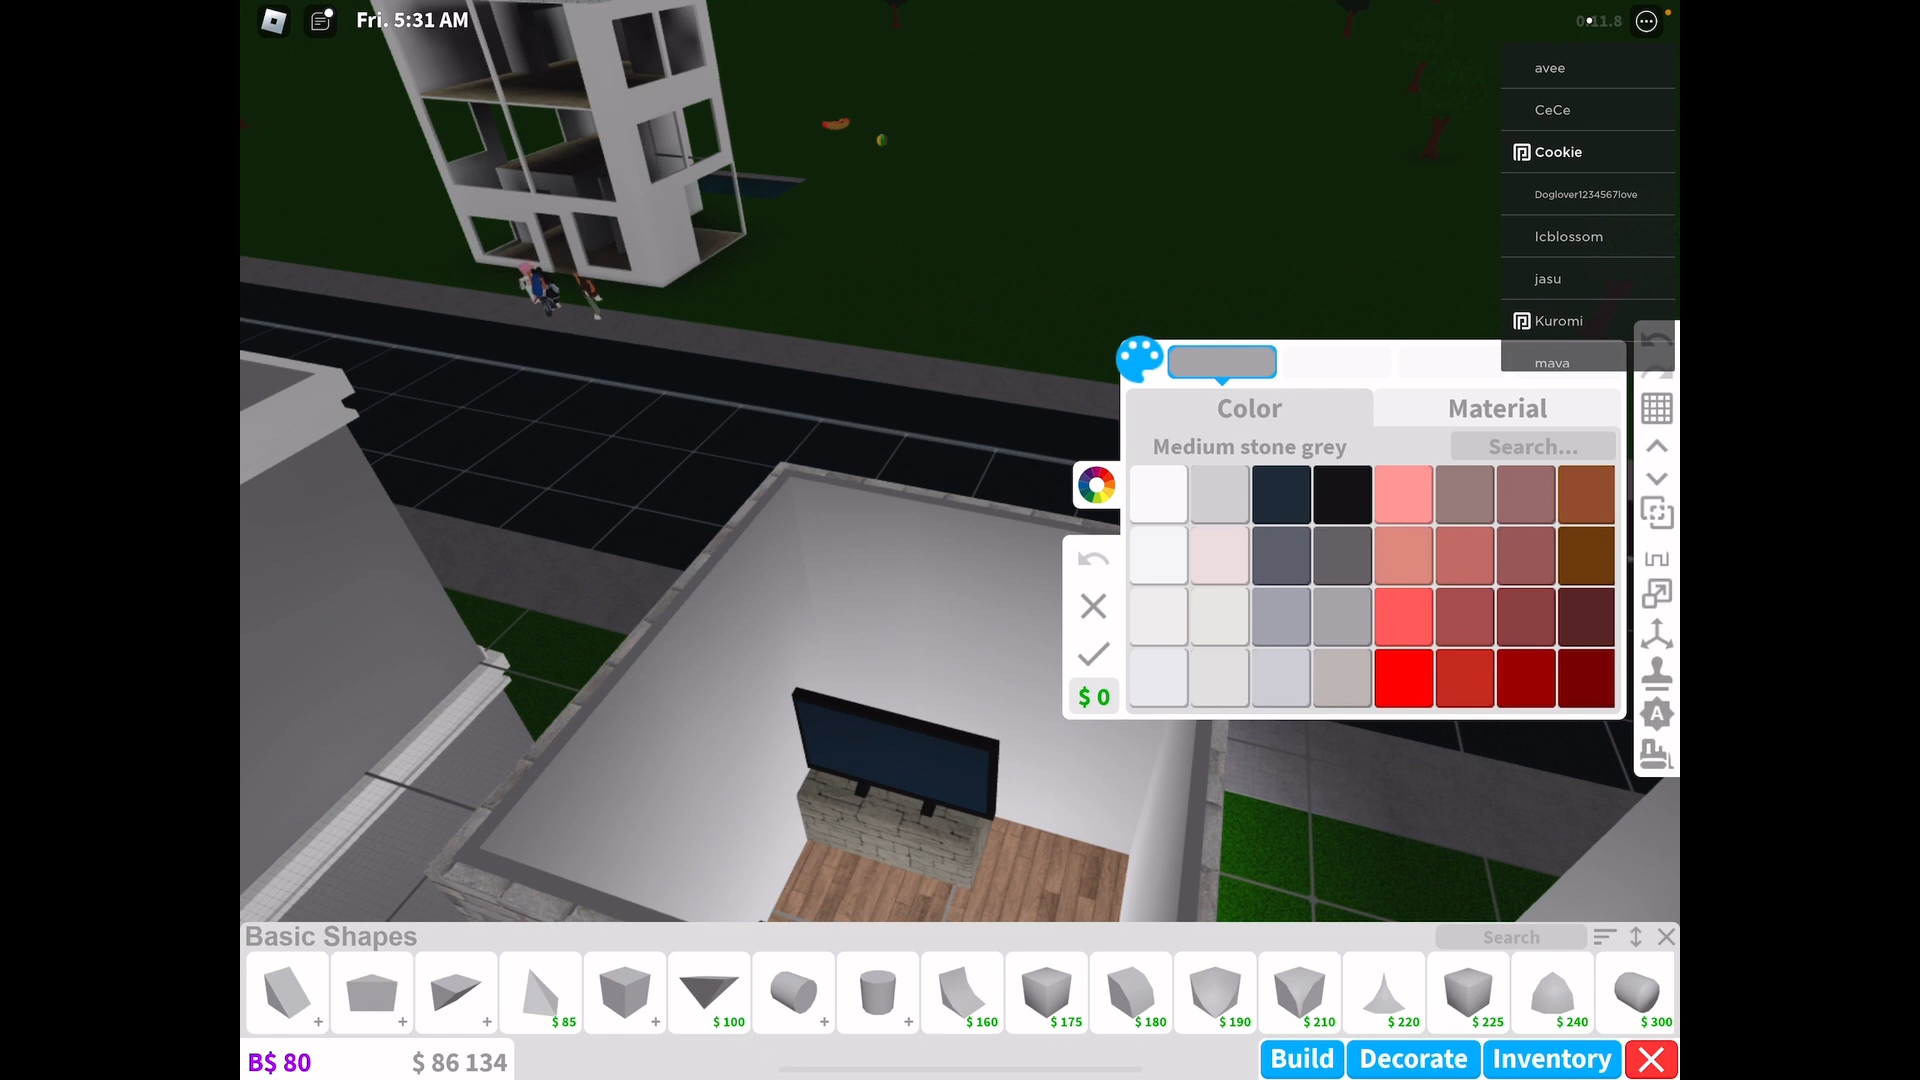 Fri. 5:31 AM
avee
CeCe
Cookie
Doglover1234567love
lcblossom
jasu
Kuromi
mava
Color
Material
Medium stone grey
Search...
$ 0
A
Basic Shapes
Search
$ 85
$ 100
$ 160
$ 175
$ 180
$ 190
$ 210
$ 220
$ 225
$ 240
$ 300
B$ 80
$ 86 134
Build
Decorate
Inventory